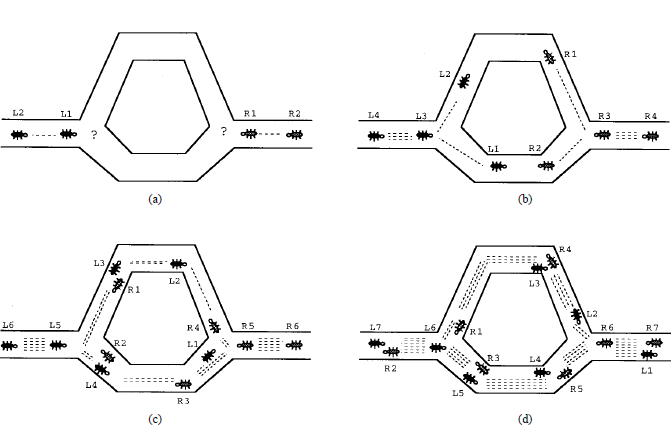 L2 L1 ? ? R1 R2
(a)
L2 R1
L4 L3 R3 R4
L1 R2
(b)
L3 L2
R1
L6 L5 R2 R4 L1 R5 R6
L4 R3
(c)
R4
L3 L2
L7 L6 R1 R6 R7
R2 R3 L4 L1
L5 R5
(d)